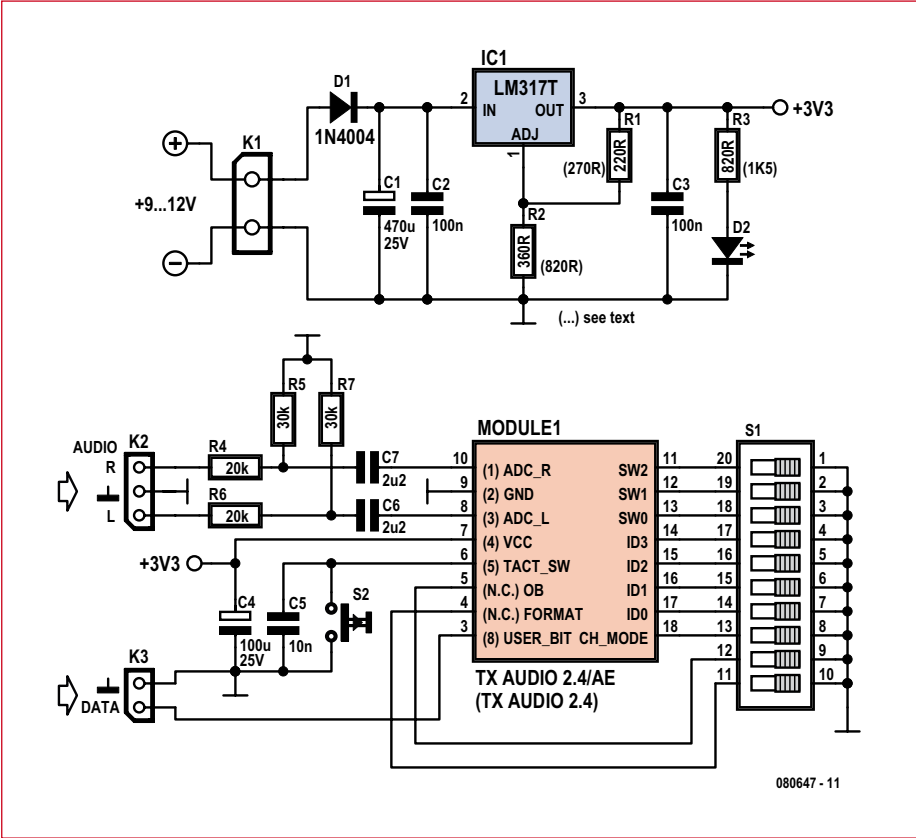 IC1
LM317T
D1
2
IN
OUT
3
+3V3
1N4004
ADJ
R1
R3
+
K1
1
220R
820R
(270R)
(1K5)
C1
C2
C3
+9...12V
R2
D2
470u
25V
100n
100n
360R
(820R)
−
(...) see text
R5
R7
30k
30k
MODULE1
S1
AUDIO
K2
R
R4
20k
C7
2u2
10
(1) ADC_R
SW2
11
20
1
9
(2) GND
SW1
12
19
2
L
R6
20k
C6
2u2
8
(3) ADC_L
SW0
13
18
3
7
(4) VCC
ID3
14
17
4
+3V3
6
(5) TACT_SW
ID2
15
16
5
5
(N.C.) OB
ID1
16
15
6
C4
C5
S2
4
(N.C.) FORMAT
ID0
17
14
7
100u
25V
10n
3
(8) USER_BIT
CH_MODE
18
13
8
12
9
K3
11
10
DATA
TX AUDIO 2.4/AE
(TX AUDIO 2.4)
080647 - 11